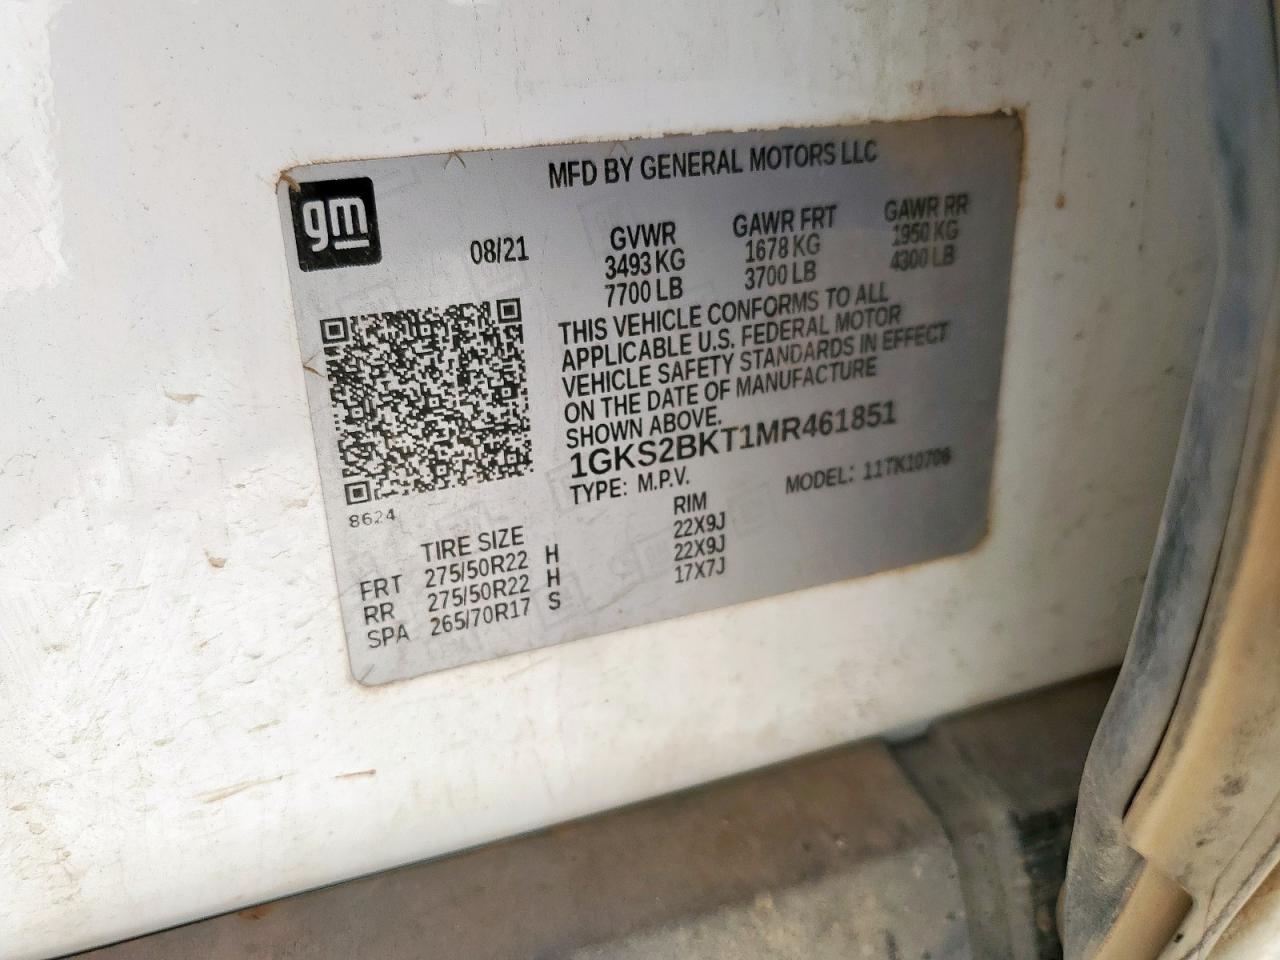 gm
MFD BY GENERAL MOTORS LLC
08/21
GVWR GAWR FRT GAWR RR
3493 KG 1678 KG 1950 KG
7700 LB 3700 LB 4300 LB
THIS VEHICLE CONFORMS TO ALL
APPLICABLE U.S. FEDERAL MOTOR
VEHICLE SAFETY STANDARDS IN EFFECT
ON THE DATE OF MANUFACTURE
SHOWN ABOVE.
1GKS2BKT1MR461851
TYPE: M.P.V. MODEL: 11TK10706
8624
TIRE SIZE RIM
FRT 275/50R22 H 22X9J
RR 275/50R22 H 22X9J
SPA 265/70R17 S 17X7J